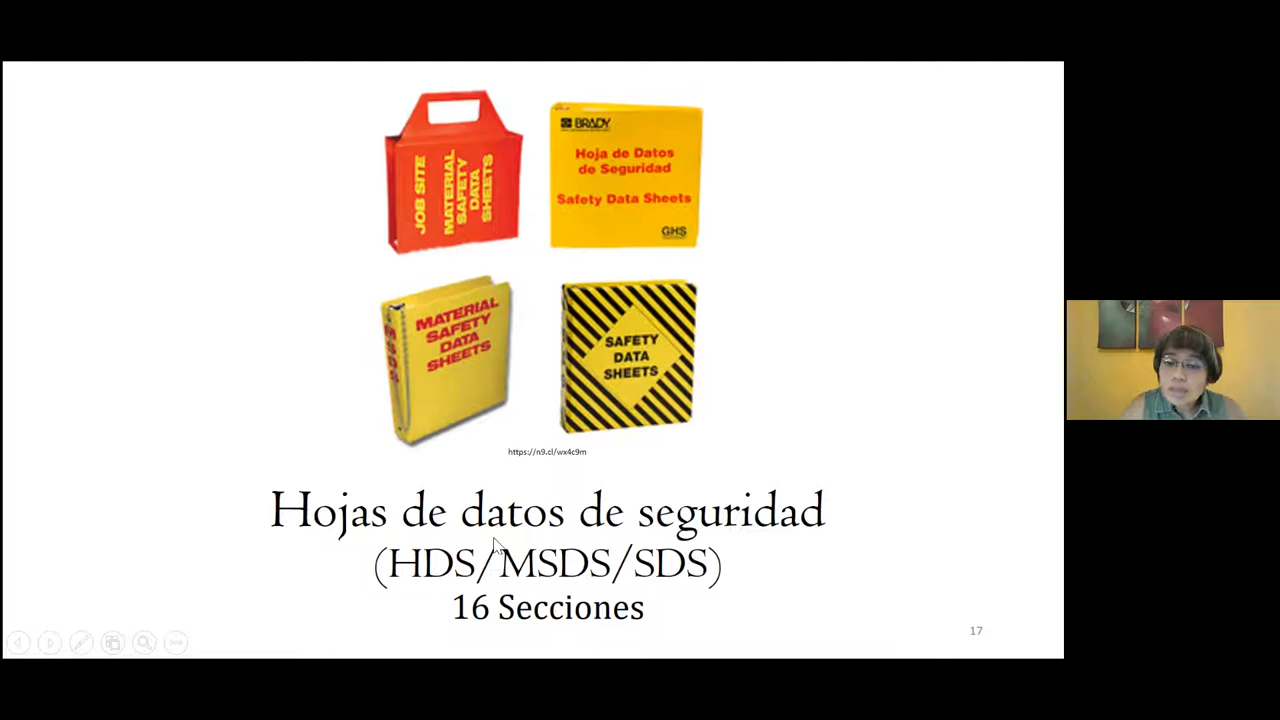 JOB SITE
MATERIAL
SAFETY
DATA
SHEETS
BRADY
Hoja de Datos
de Seguridad
Safety Data Sheets
GHS
MATERIAL
SAFETY
DATA
SHEETS
MSDS
SAFETY
DATA
SHEETS
https://n9.cl/wx4c9m
Hojas de datos de seguridad
(HDS/MSDS/SDS)
16 Secciones
17